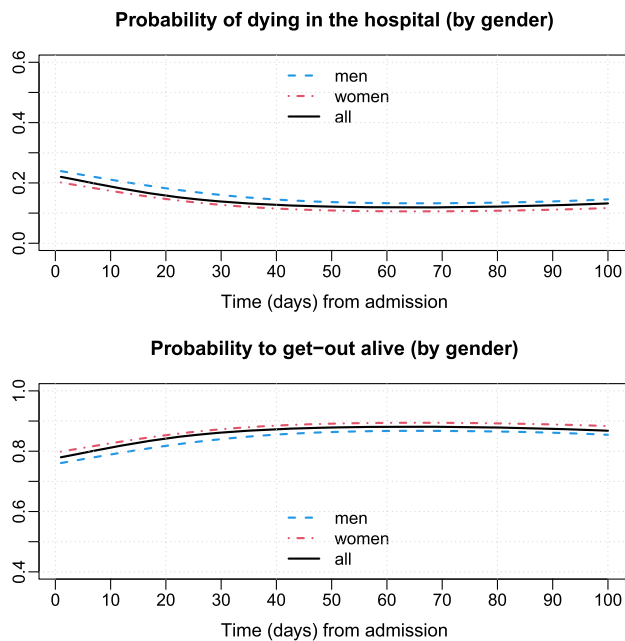 Probability of dying in the hospital (by gender)
0.6
0.4
0.2
0.0
men
women
all
0 10 20 30 40 50 60 70 80 90 100
Time (days) from admission
Probability to get−out alive (by gender)
1.0
0.8
0.6
0.4
men
women
all
0 10 20 30 40 50 60 70 80 90 100
Time (days) from admission